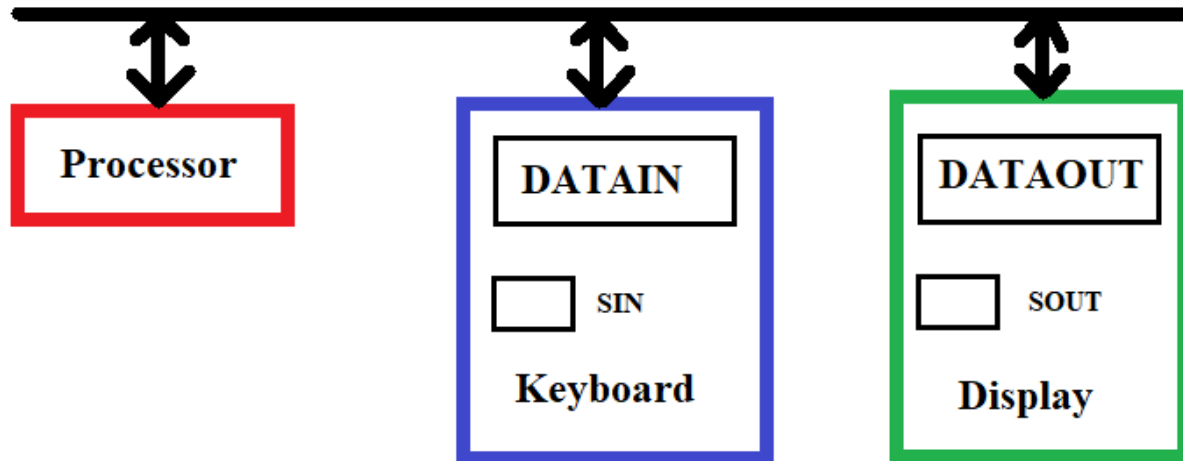 Processor
DATAIN
SIN
Keyboard
DATAOUT
SOUT
Display